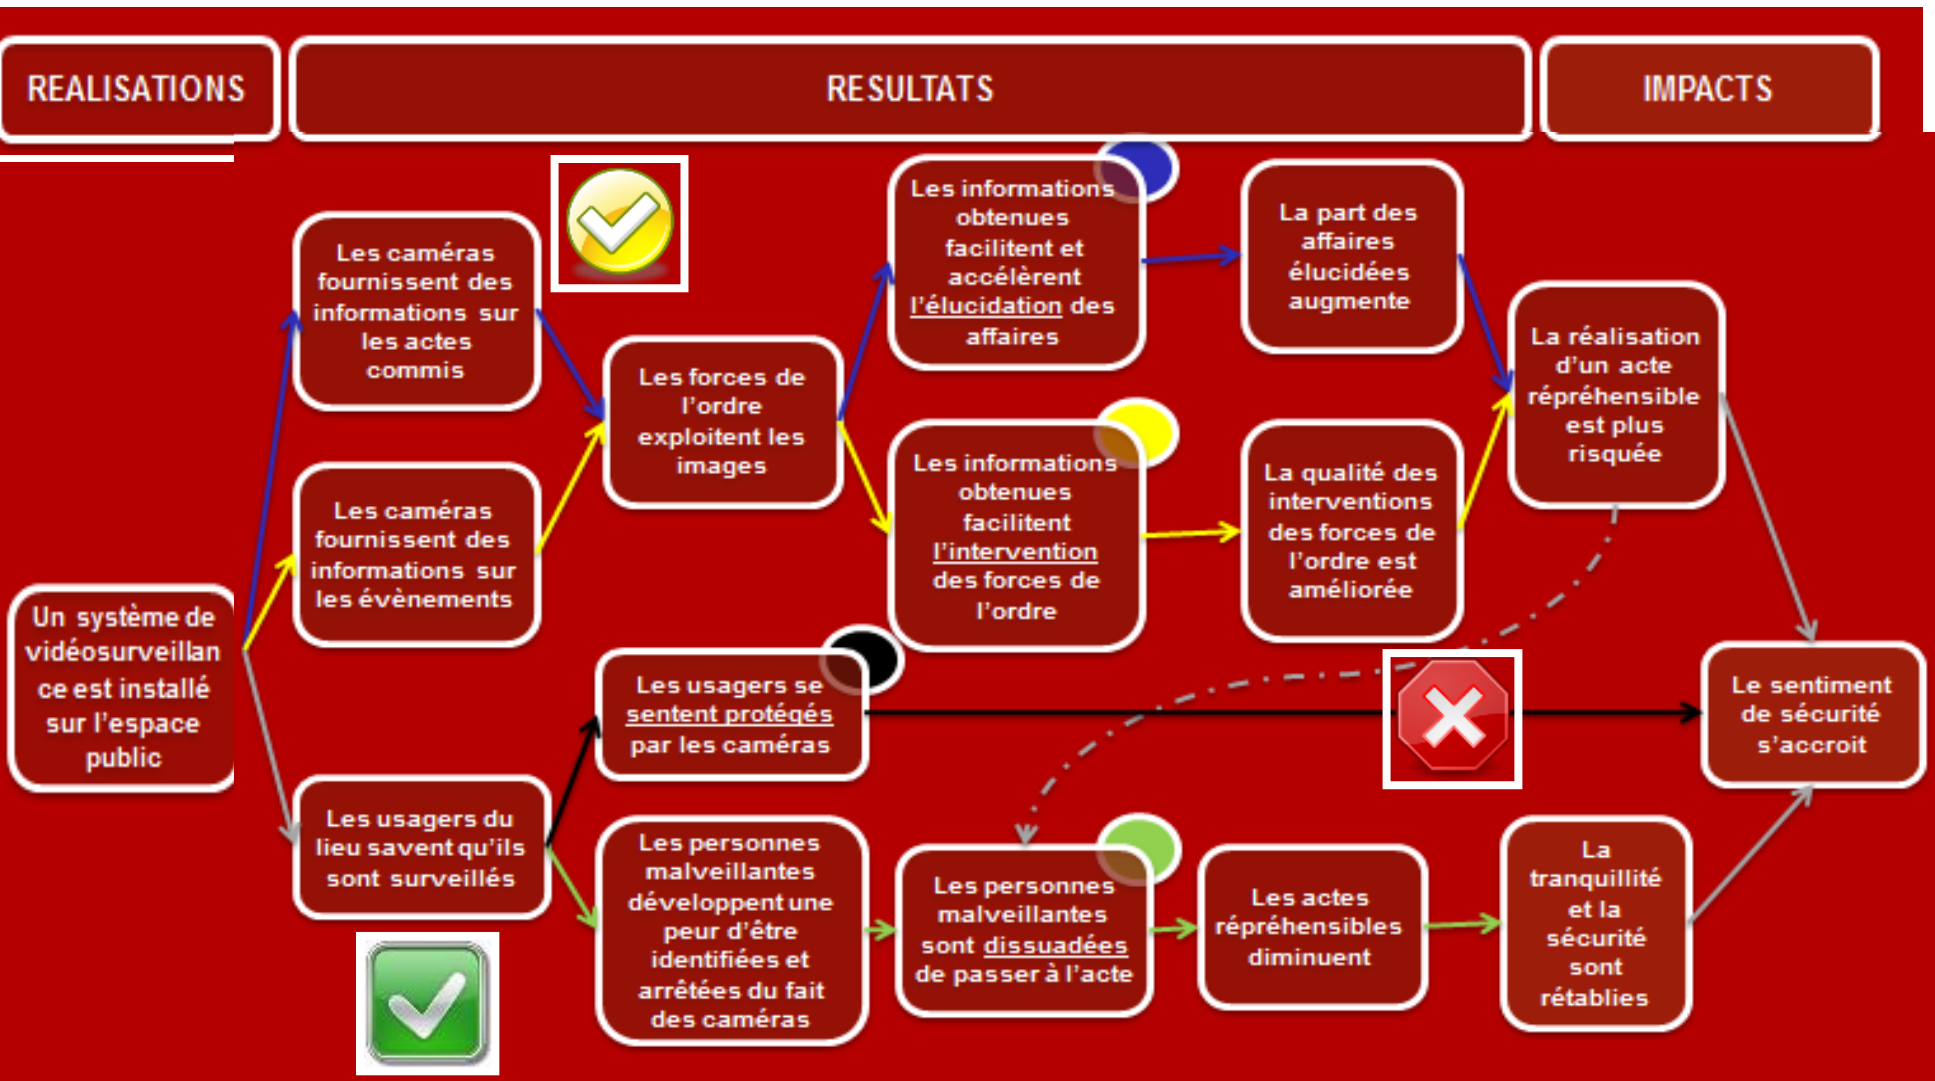 REALISATIONS
RESULTATS
IMPACTS
Un système de
vidéosurveillan
ce est installé
sur l'espace
public
Les caméras
fournissent des
informations sur
les actes
commis
Les caméras
fournissent des
informations sur
les évènements
Les usagers du
lieu savent qu'ils
sont surveillés
Les forces de
l'ordre
exploitent les
images
Les usagers se
sentent protégés
par les caméras
Les personnes
malveillantes
développent une
peur d'être
identifiées et
arrêtées du fait
des caméras
Les informations
obtenues
facilitent et
accélèrent
l'élucidation des
affaires
Les informations
obtenues
facilitent
l'intervention
des forces de
l'ordre
Les personnes
malveillantes
sont dissuadées
de passer à l'acte
La part des
affaires
élucidées
augmente
La qualité des
interventions
des forces de
l'ordre est
améliorée
Les actes
répréhensibles
diminuent
La réalisation
d'un acte
répréhensible
est plus
risquée
La
tranquillité
et la
sécurité
sont
rétablies
Le sentiment
de sécurité
s'accroit